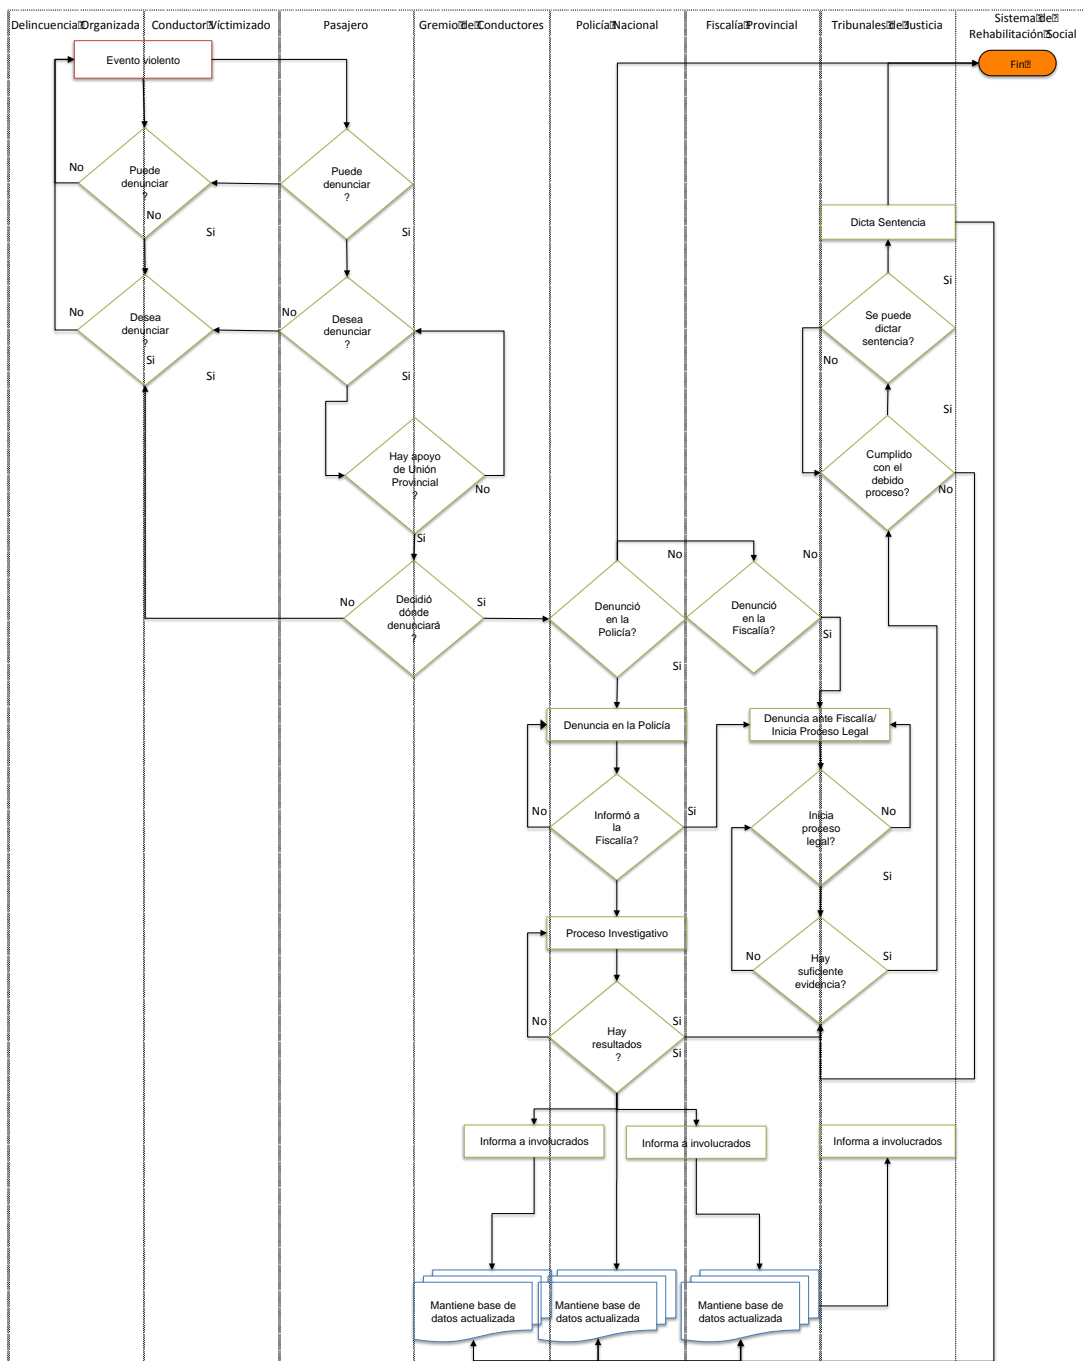 Delincuencia Organizada
Conductor Victimizado
Pasajero
Gremio de Conductores
Policía Nacional
Fiscalía Provincial
Tribunales de Justicia
Sistema de
Rehabilitación Social
Evento violento
Fin
No
Puede
denunciar
?
No
Si
Puede
denunciar
?
Si
Dicta Sentencia
Si
No
Desea
denunciar
?
Si
Si
No
Desea
denunciar
?
Si
Se puede
dictar
sentencia?
No
Si
Hay apoyo
de Unión
Provincial
?
No
Si
Cumplido
con el
debido
proceso?
No
No
Decidió
dónde
denunciará
?
Si
Denunció
en la
Policía?
No
Si
Denunció
en la
Fiscalía?
No
Si
Denuncia en la Policía
Denuncia ante Fiscalía/
Inicia Proceso Legal
No
Informó a
la
Fiscalía?
Si
Inicia
proceso
legal?
No
Si
Proceso Investigativo
No
Hay
suficiente
evidencia?
Si
No
Hay
resultados
?
Si
Si
Informa a involucrados
Informa a involucrados
Informa a involucrados
Mantiene base de
datos actualizada
Mantiene base de
datos actualizada
Mantiene base de
datos actualizada